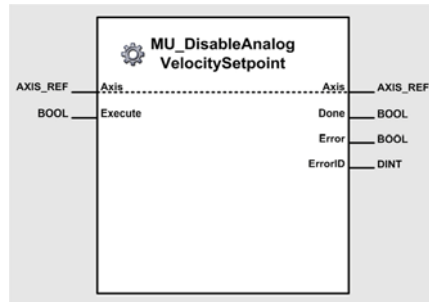 MU_DisableAnalog
VelocitySetpoint
AXIS_REF Axis Axis AXIS_REF
BOOL Execute Done BOOL
Error BOOL
ErrorID DINT